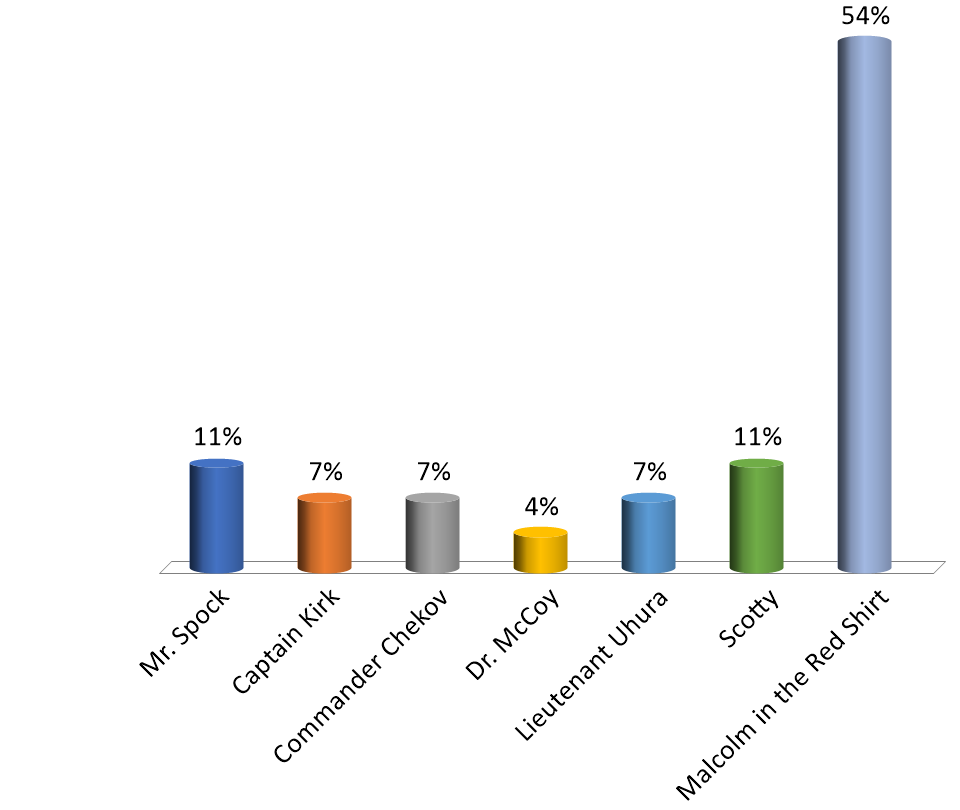 54%
11%
7%
7%
4%
7%
11%
Mr. Spock
Captain Kirk
Commander Chekov
Dr. McCoy
Lieutenant Uhura
Scotty
Malcolm in the Red Shirt